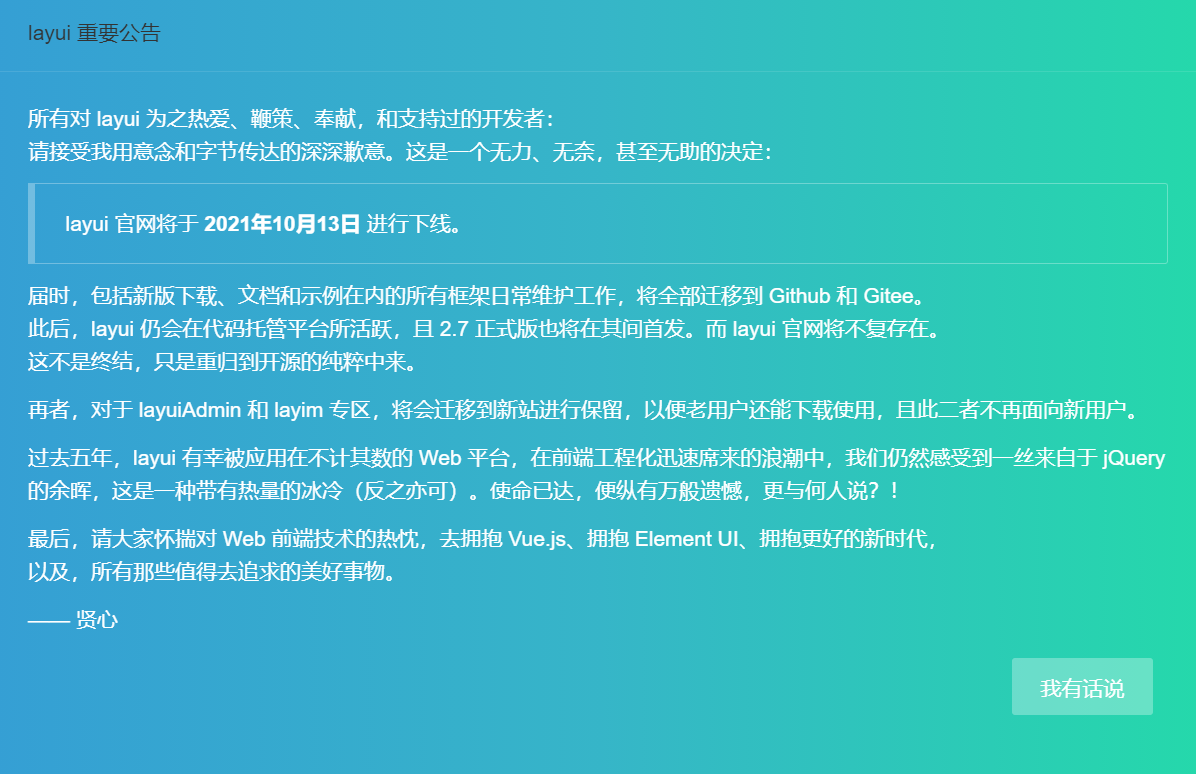 layui 重要公告
所有对 layui 为之热爱、鞭策、奉献，和支持过的开发者：
请接受我用意念和字节传达的深深歉意。这是一个无力、无奈，甚至无助的决定：
layui 官网将于 2021年10月13日 进行下线。
届时，包括新版下载、文档和示例在内的所有框架日常维护工作，将全部迁移到 Github 和 Gitee。
此后，layui 仍会在代码托管平台所活跃，且 2.7 正式版也将在其间首发。而 layui 官网将不复存在。
这不是终结，只是重归到开源的纯粹中来。
再者，对于 layuiAdmin 和 layim 专区，将会迁移到新站进行保留，以便老用户还能下载使用，且此二者不再面向新用户。
过去五年，layui 有幸被应用在不计其数的 Web 平台，在前端工程化迅速席来的浪潮中，我们仍然感受到一丝来自于 jQuery
的余晖，这是一种带有热量的冰冷（反之亦可）。使命已达，便纵有万般遗憾，更与何人说？！
最后，请大家怀揣对 Web 前端技术的热忱，去拥抱 Vue.js、拥抱 Element UI、拥抱更好的新时代，
以及，所有那些值得去追求的美好事物。
—— 贤心
我有话说